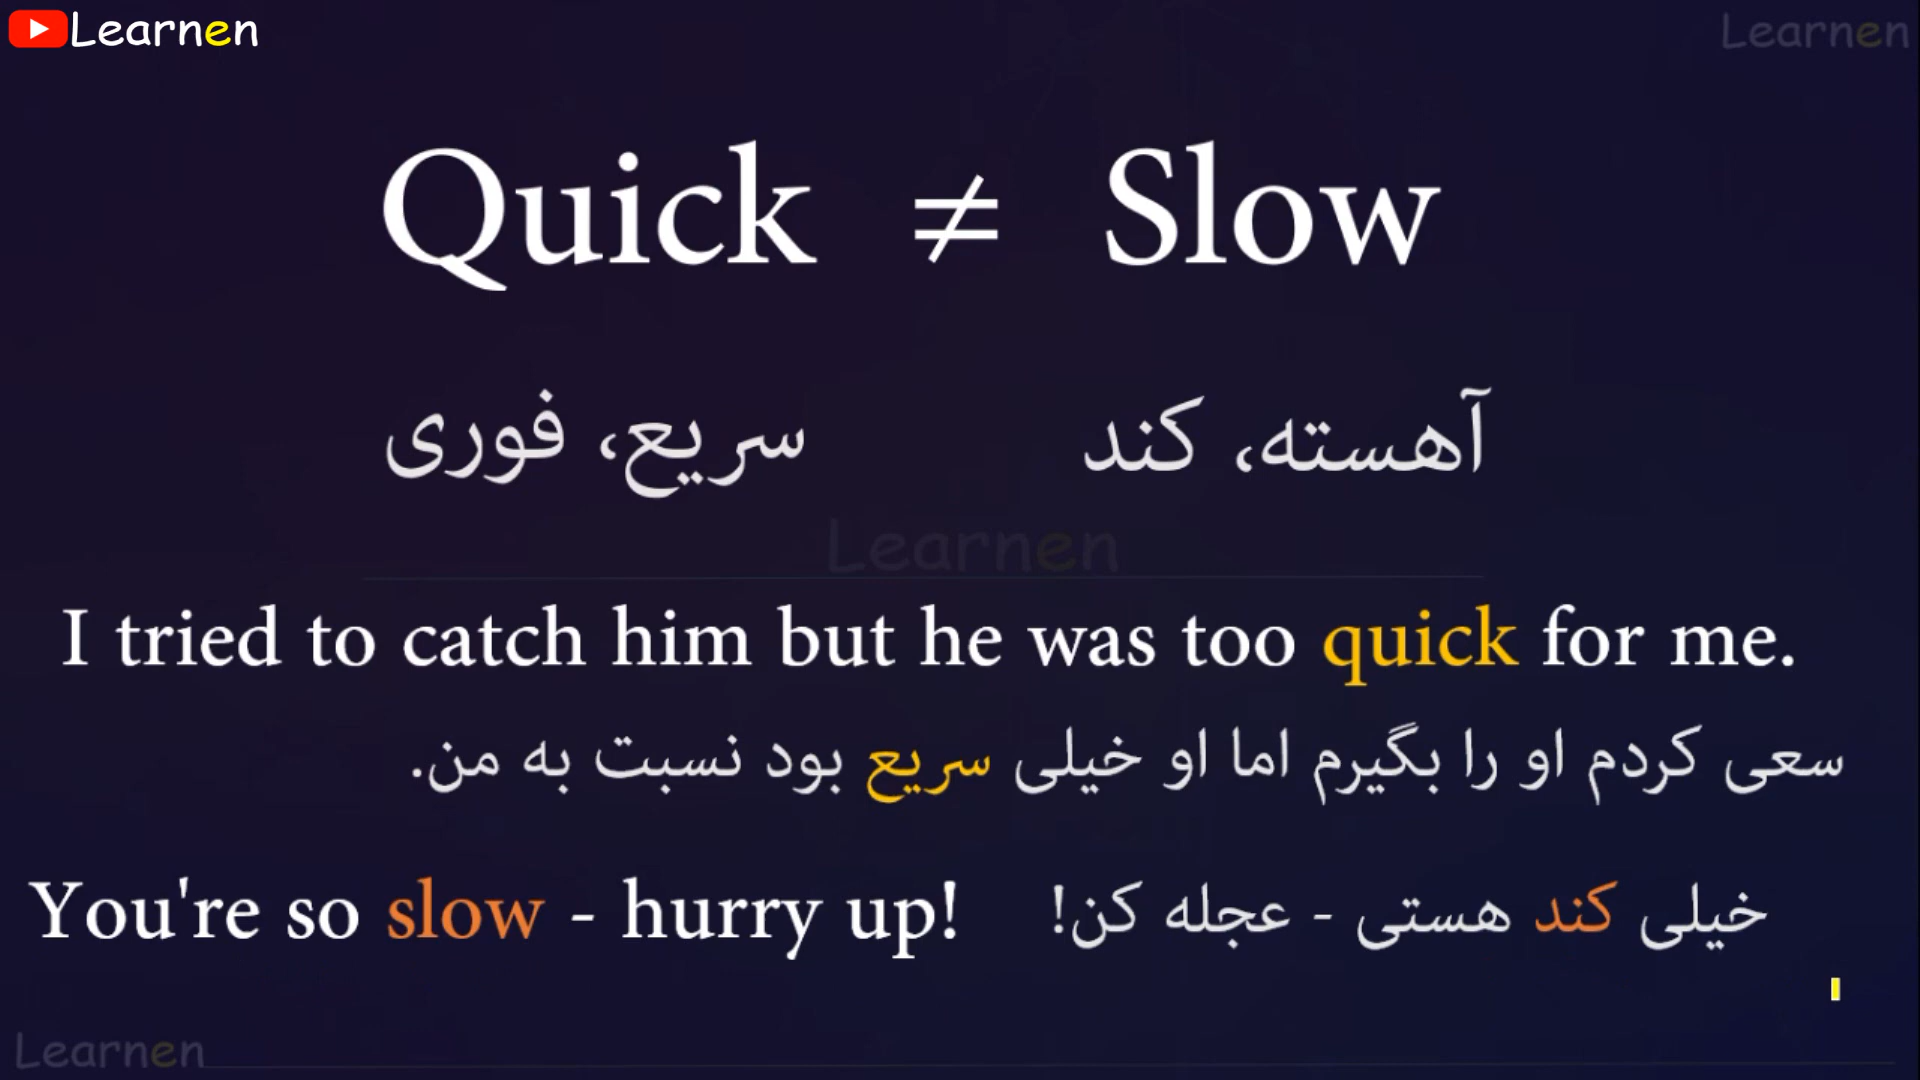 Learnen
Learnen
Quick ≠ Slow
سریع، فوری
آهسته، کند
Learnen
I tried to catch him but he was too quick for me.
سعی کردم او را بگیرم اما او خیلی سریع بود نسبت به من.
You're so slow - hurry up!
خیلی کند هستی - عجله کن!
Learnen